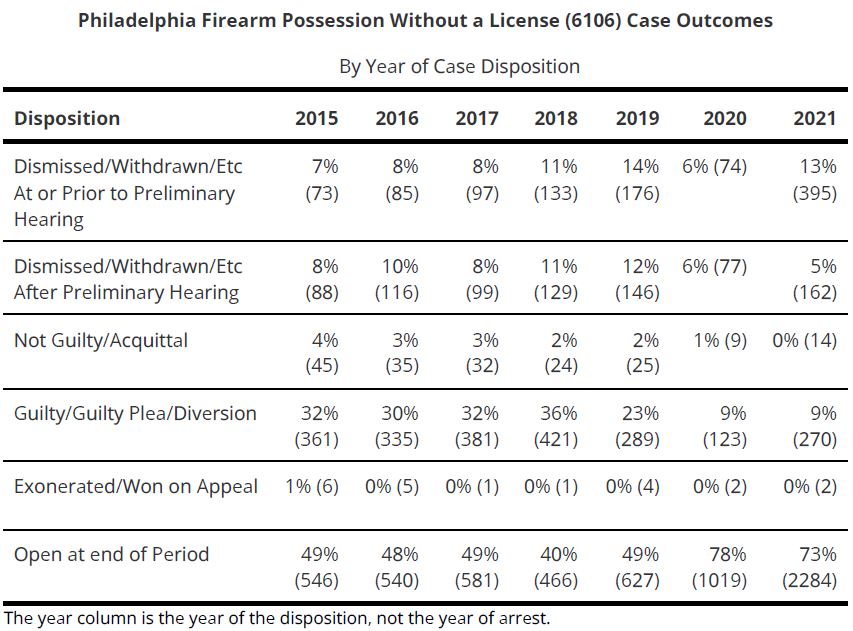 Philadelphia Firearm Possession Without a License (6106) Case Outcomes
By Year of Case Disposition
Disposition 2015 2016 2017 2018 2019 2020 2021
Dismissed/Withdrawn/Etc 7% 8% 8% 11% 14% 6% (74) 13%
At or Prior to Preliminary (73) (85) (97) (133) (176) (395)
Hearing
Dismissed/Withdrawn/Etc 8% 10% 8% 11% 12% 6% (77) 5%
After Preliminary Hearing (88) (116) (99) (129) (146) (162)
Not Guilty/Acquittal 4% 3% 3% 2% 2% 1% (9) 0% (14)
(45) (35) (32) (24) (25)
Guilty/Guilty Plea/Diversion 32% 30% 32% 36% 23% 9% 9%
(361) (335) (381) (421) (289) (123) (270)
Exonerated/Won on Appeal 1% (6) 0% (5) 0% (1) 0% (1) 0% (4) 0% (2) 0% (2)
Open at end of Period 49% 48% 49% 40% 49% 78% 73%
(546) (540) (581) (466) (627) (1019) (2284)
The year column is the year of the disposition, not the year of arrest.